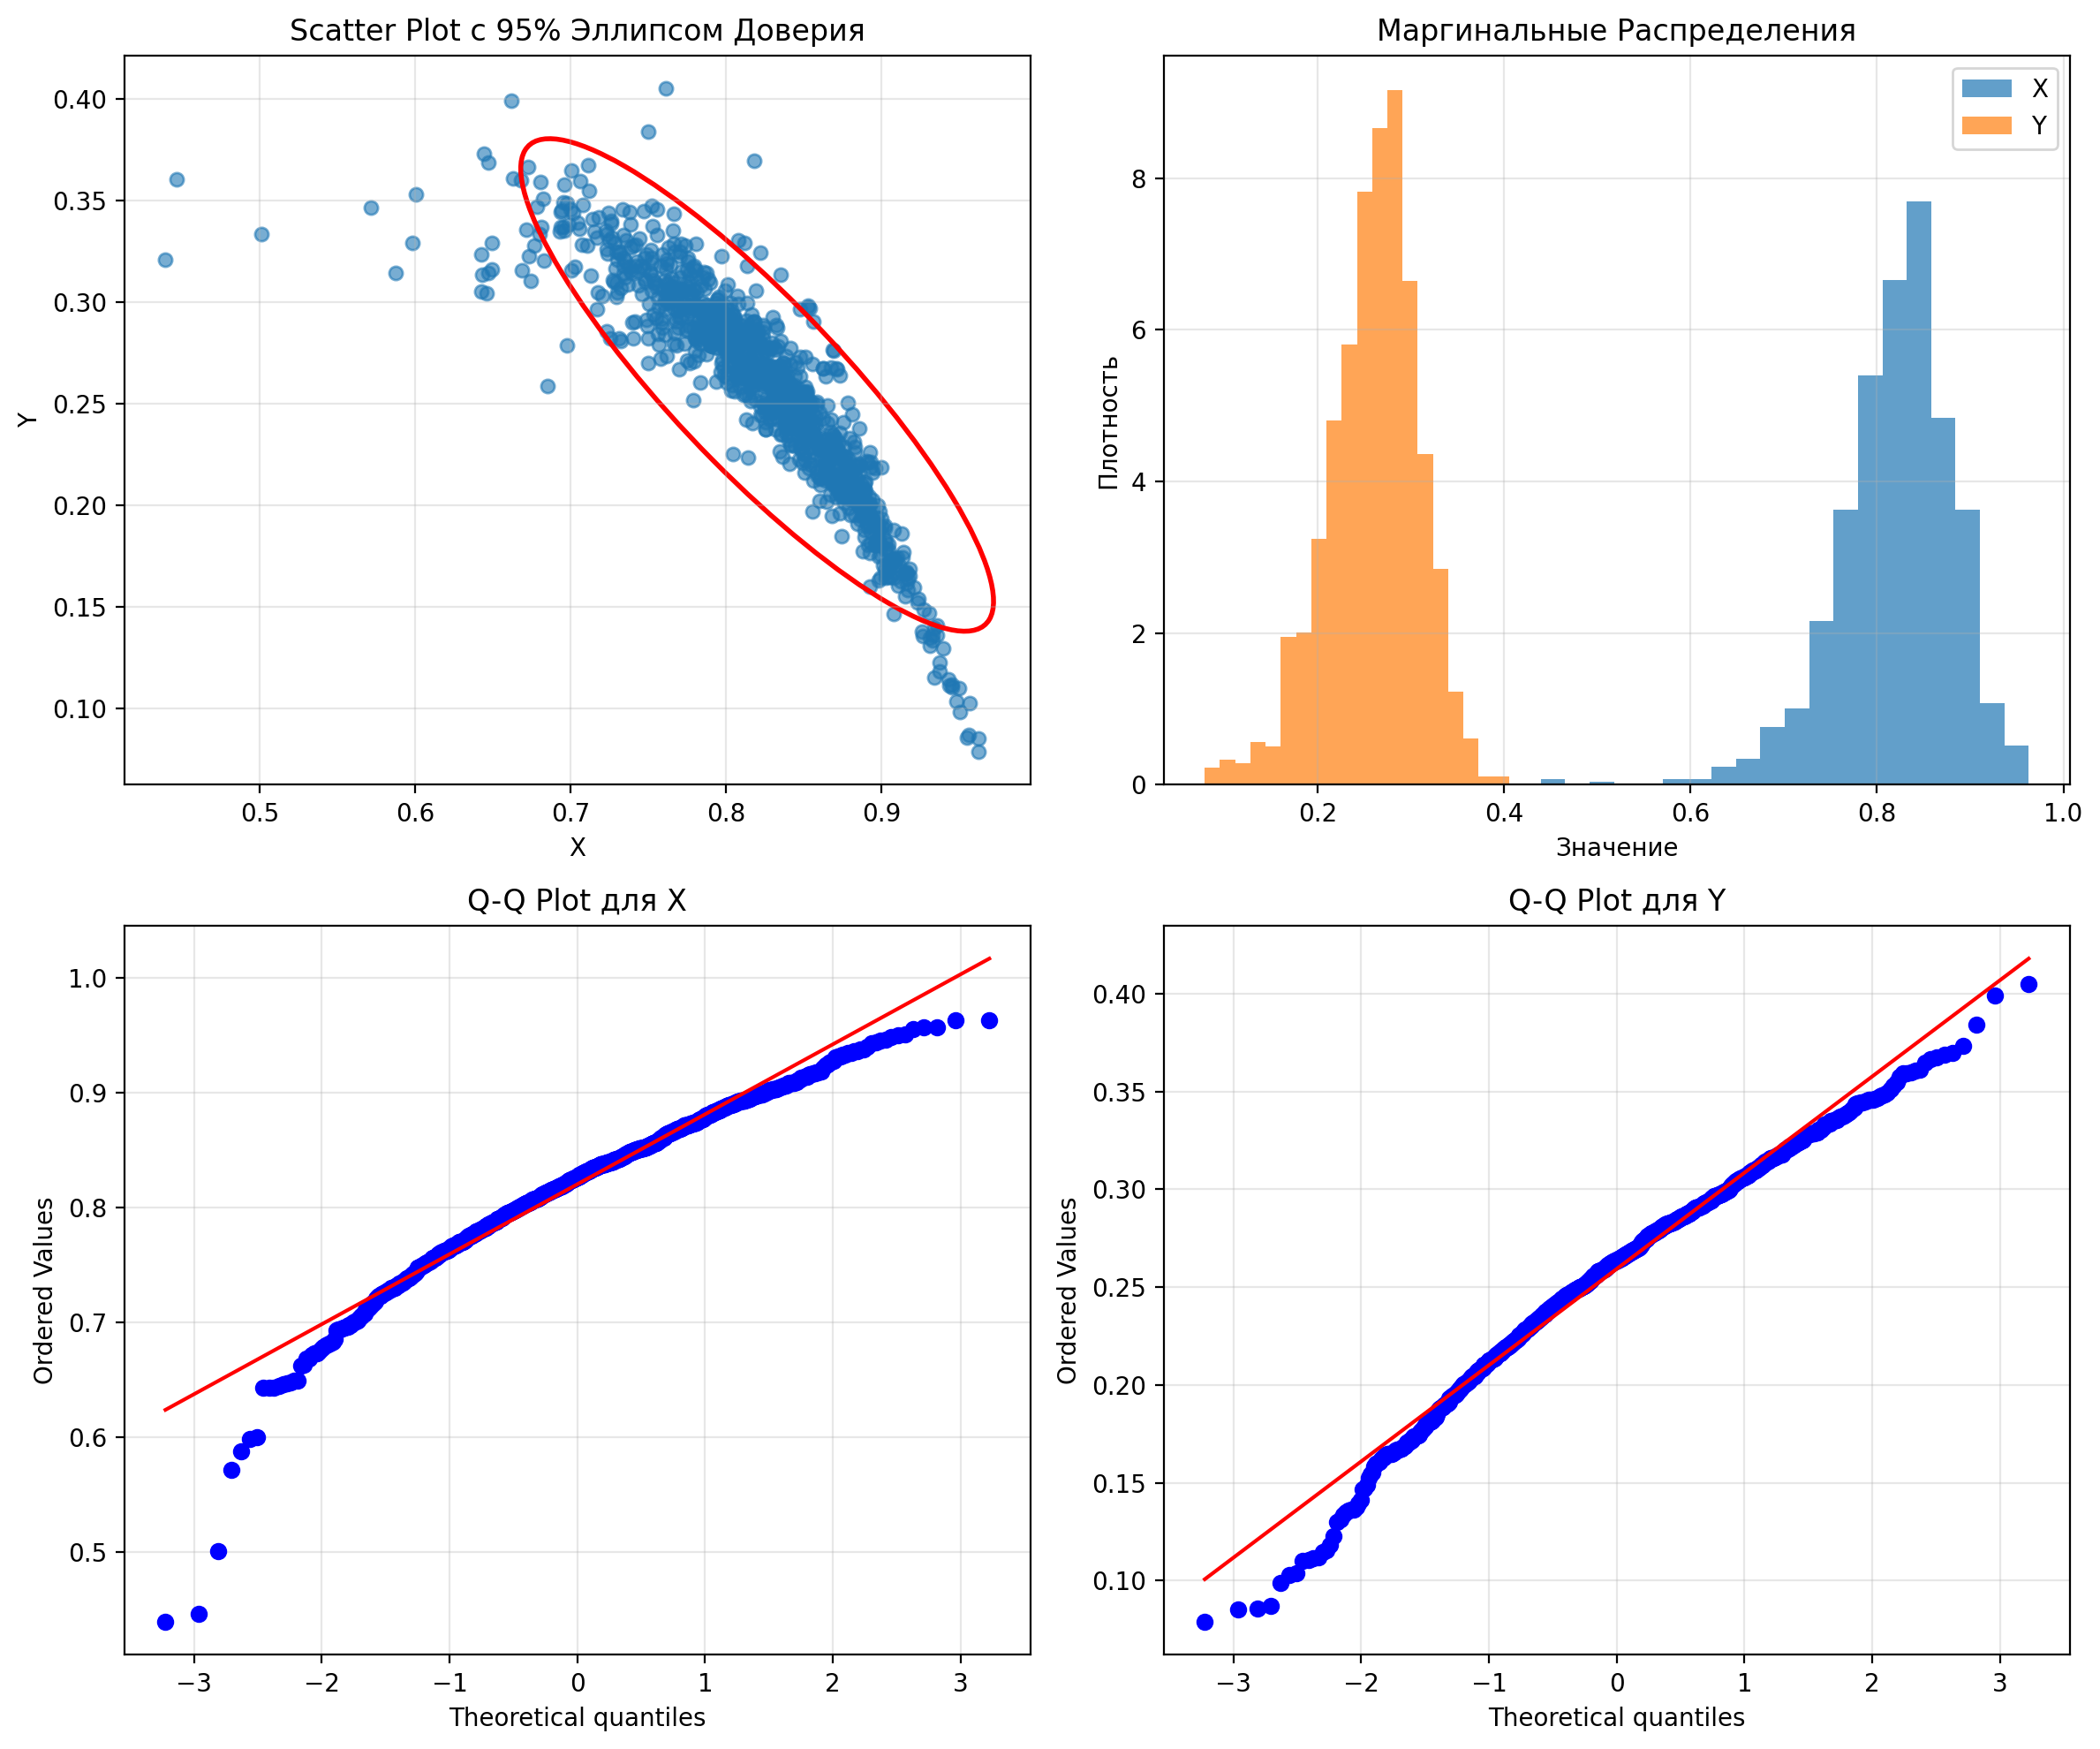 Scatter Plot с 95% Эллипсом Доверия
0.40
0.35
0.30
0.25
0.20
0.15
0.10
Y
0.5 0.6 0.7 0.8 0.9
X
Маргинальные Распределения
X
Y
8
6
4
2
0
Плотность
0.2 0.4 0.6 0.8 1.0
Значение
Q-Q Plot для X
1.0
0.9
0.8
0.7
0.6
0.5
Ordered Values
−3 −2 −1 0 1 2 3
Theoretical quantiles
Q-Q Plot для Y
0.40
0.35
0.30
0.25
0.20
0.15
0.10
Ordered Values
−3 −2 −1 0 1 2 3
Theoretical quantiles